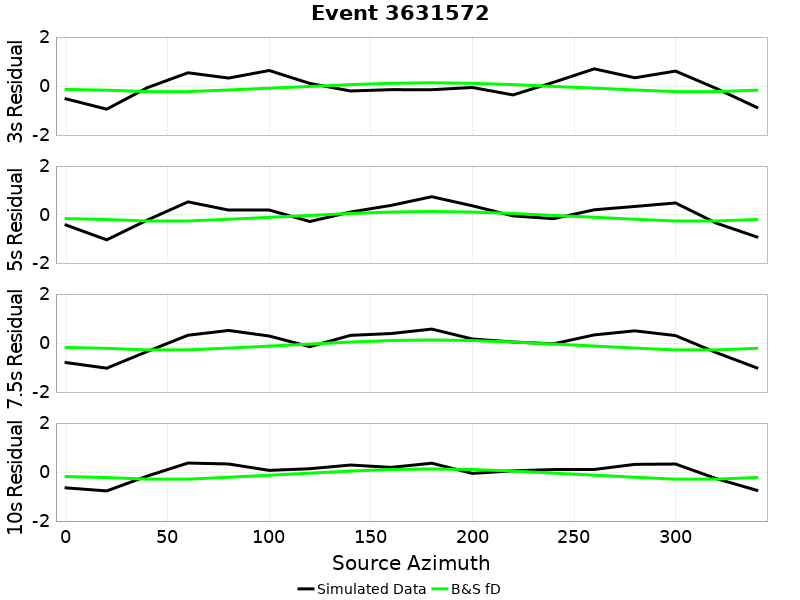 Event 3631572
3s Residual
2
0
-2
5s Residual
2
0
-2
7.5s Residual
2
0
-2
10s Residual
2
0
-2
0 50 100 150 200 250 300
Source Azimuth
Simulated Data B&S fD